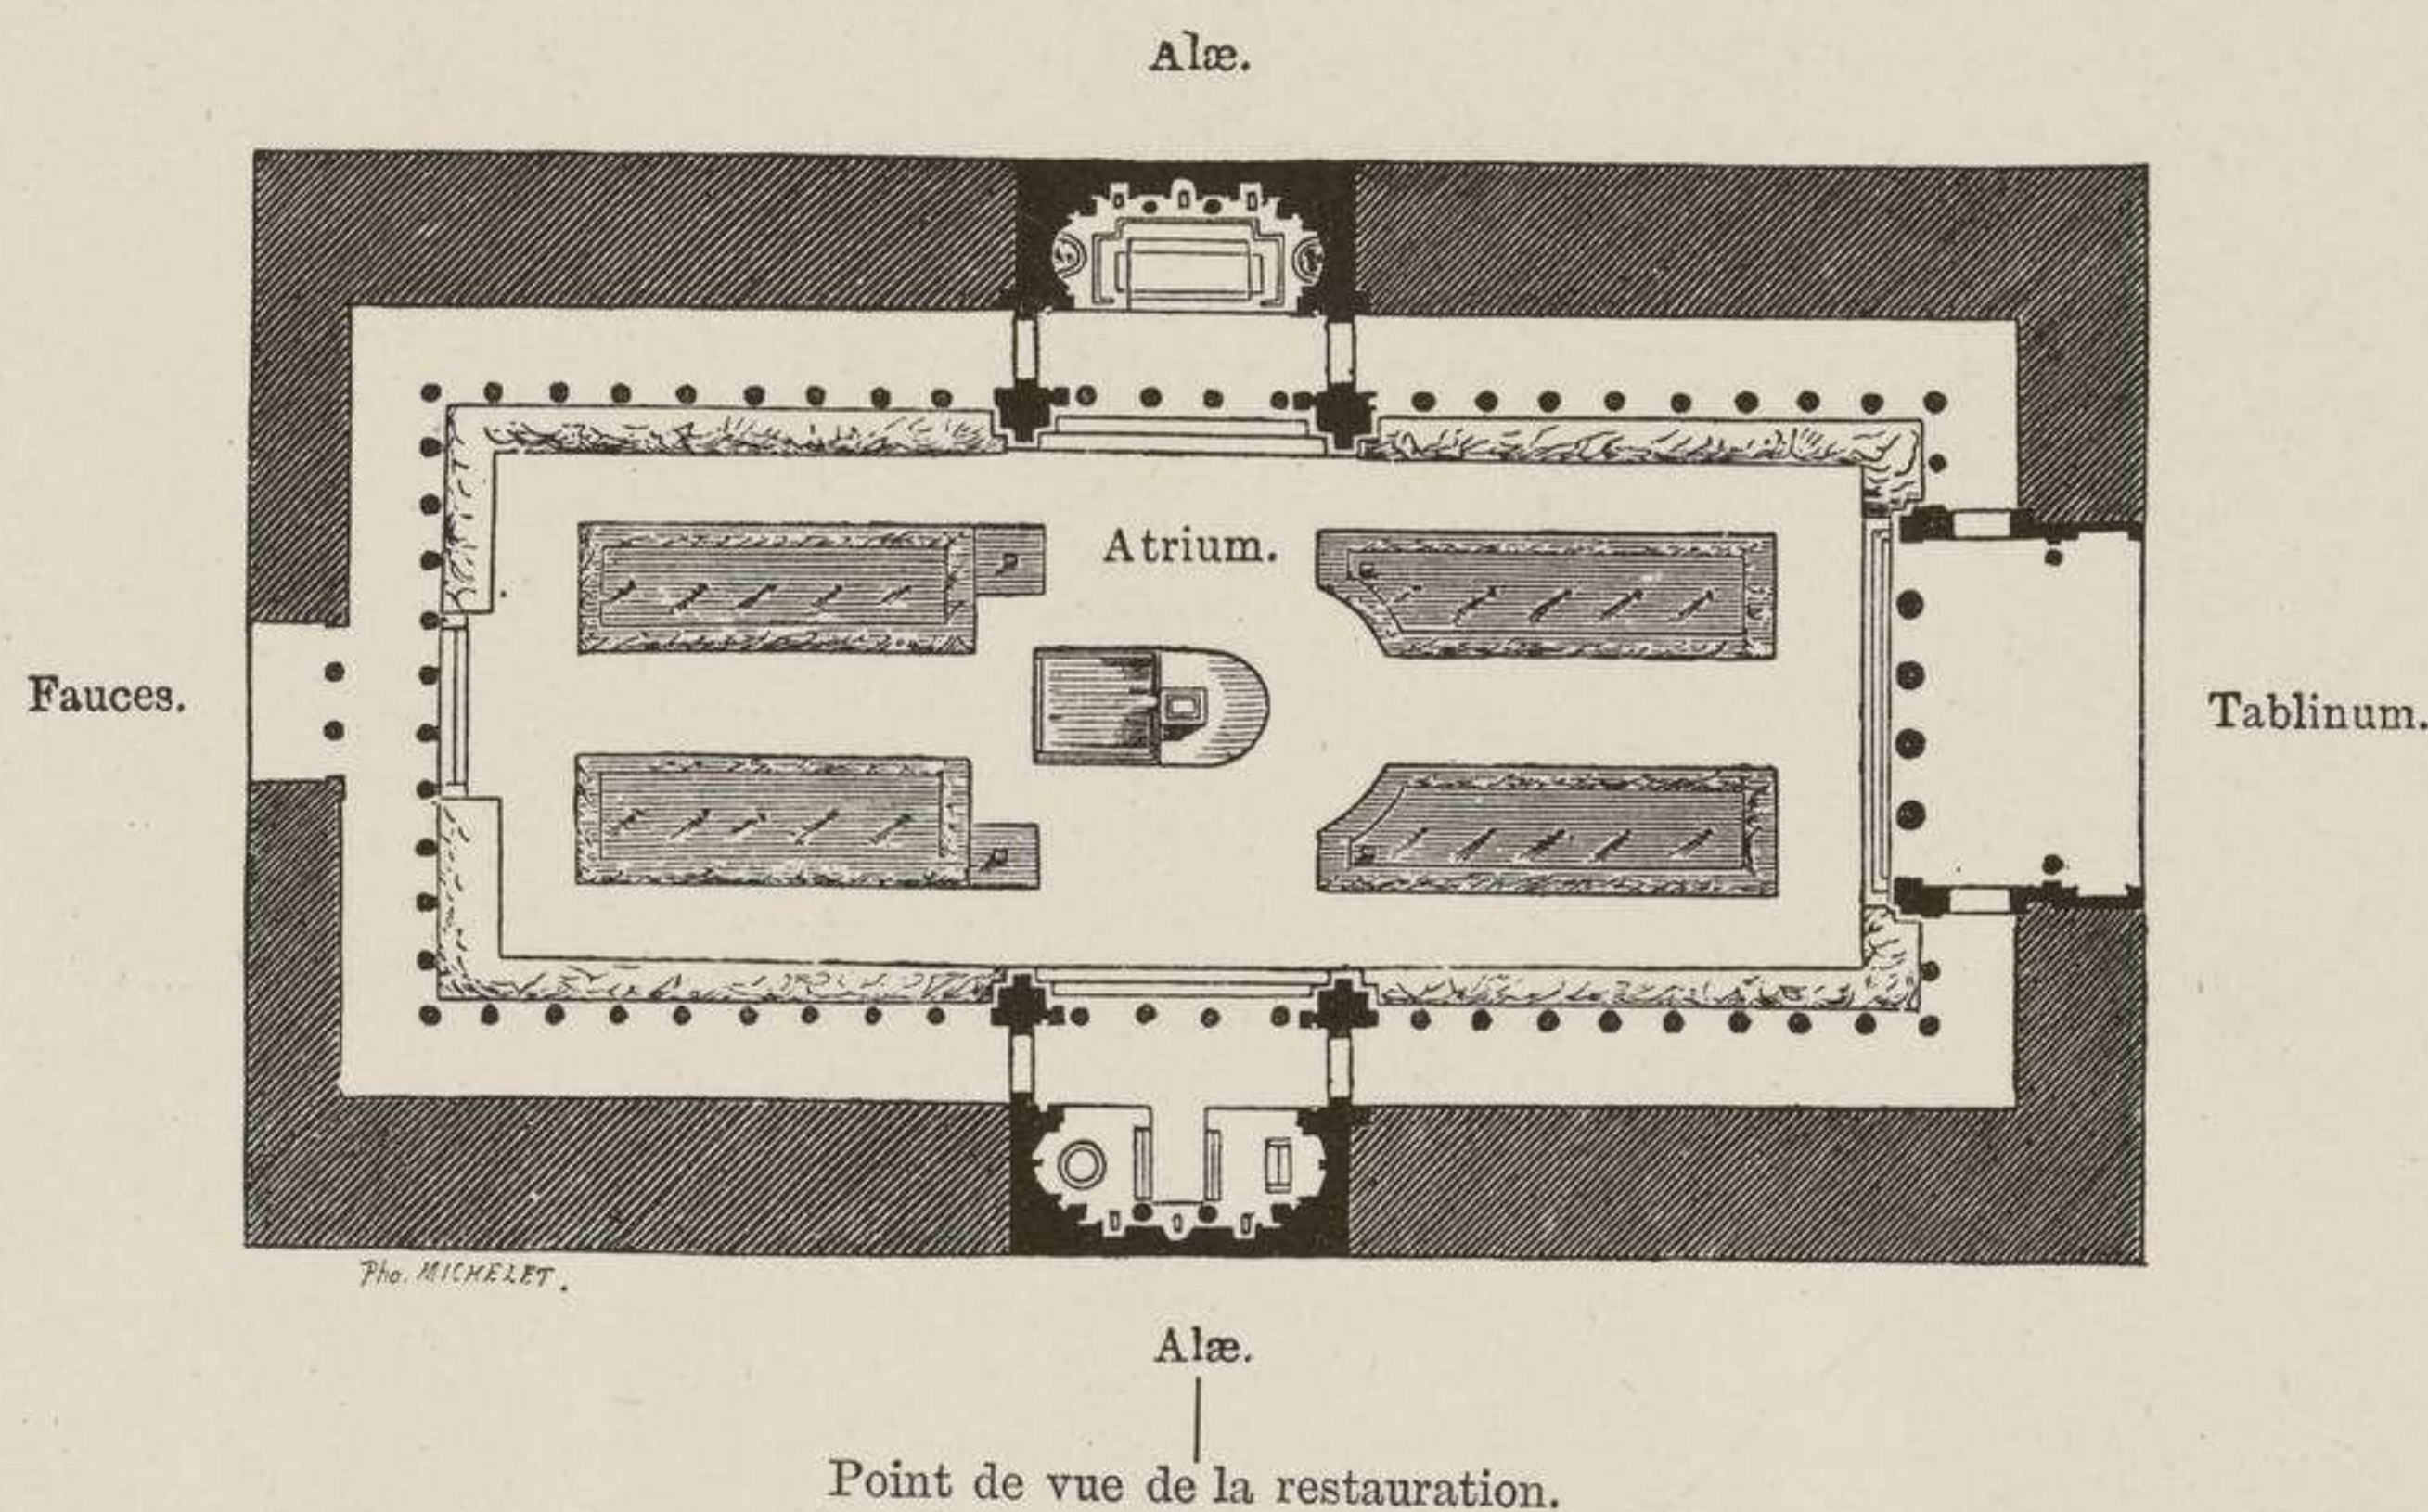 Alæ.
Atrium.
Fauces.
Tablinum.
Pho. MICHELET.
Alæ.
Point de vue de la restauration.